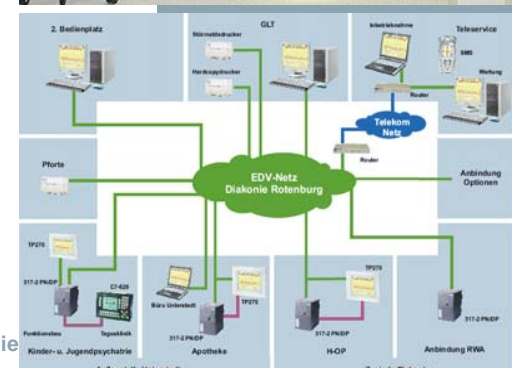 2. Bedienplatz
GLT
Störmeldedrucker
Hardcopydrucker
Inbetriebnahme
Teleservice
SMS
Wartung
Router
Telekom
Netz
Router
Pforte
EDV-Netz
Diakonie Rotenburg
Anbindung
Optionen
TP270
317-2 PN/DP
C7-626
Funktionsbau
Tagesklinik
Kinder- u. Jugendpsychatrie
Büro Unterstedt
TP270
317-2 PN/DP
Apotheke
TP270
317-2 PN/DP
H-OP
317-2 PN/DP
Anbindung RWA
ie